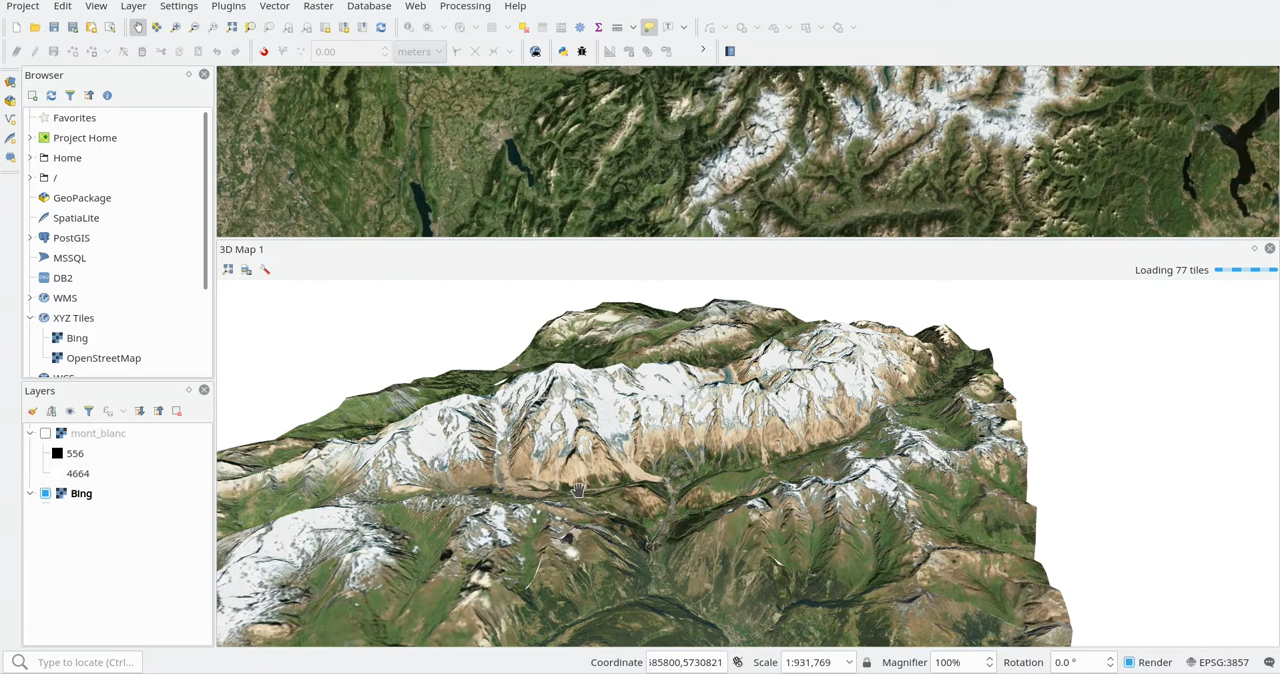 Project Edit View Layer Settings Plugins Vector Raster Database Web Processing Help
0.00 meters
Browser
Favorites
Project Home
Home
/
GeoPackage
SpatiaLite
PostGIS
MSSQL
DB2
WMS
XYZ Tiles
Bing
OpenStreetMap
Layers
mont_blanc
556
4664
Bing
3D Map 1
Loading 77 tiles
Type to locate (Ctrl... Coordinate 585800,5730821 Scale 1:931,769 Magnifier 100% Rotation 0.0 ° Render EPSG:3857